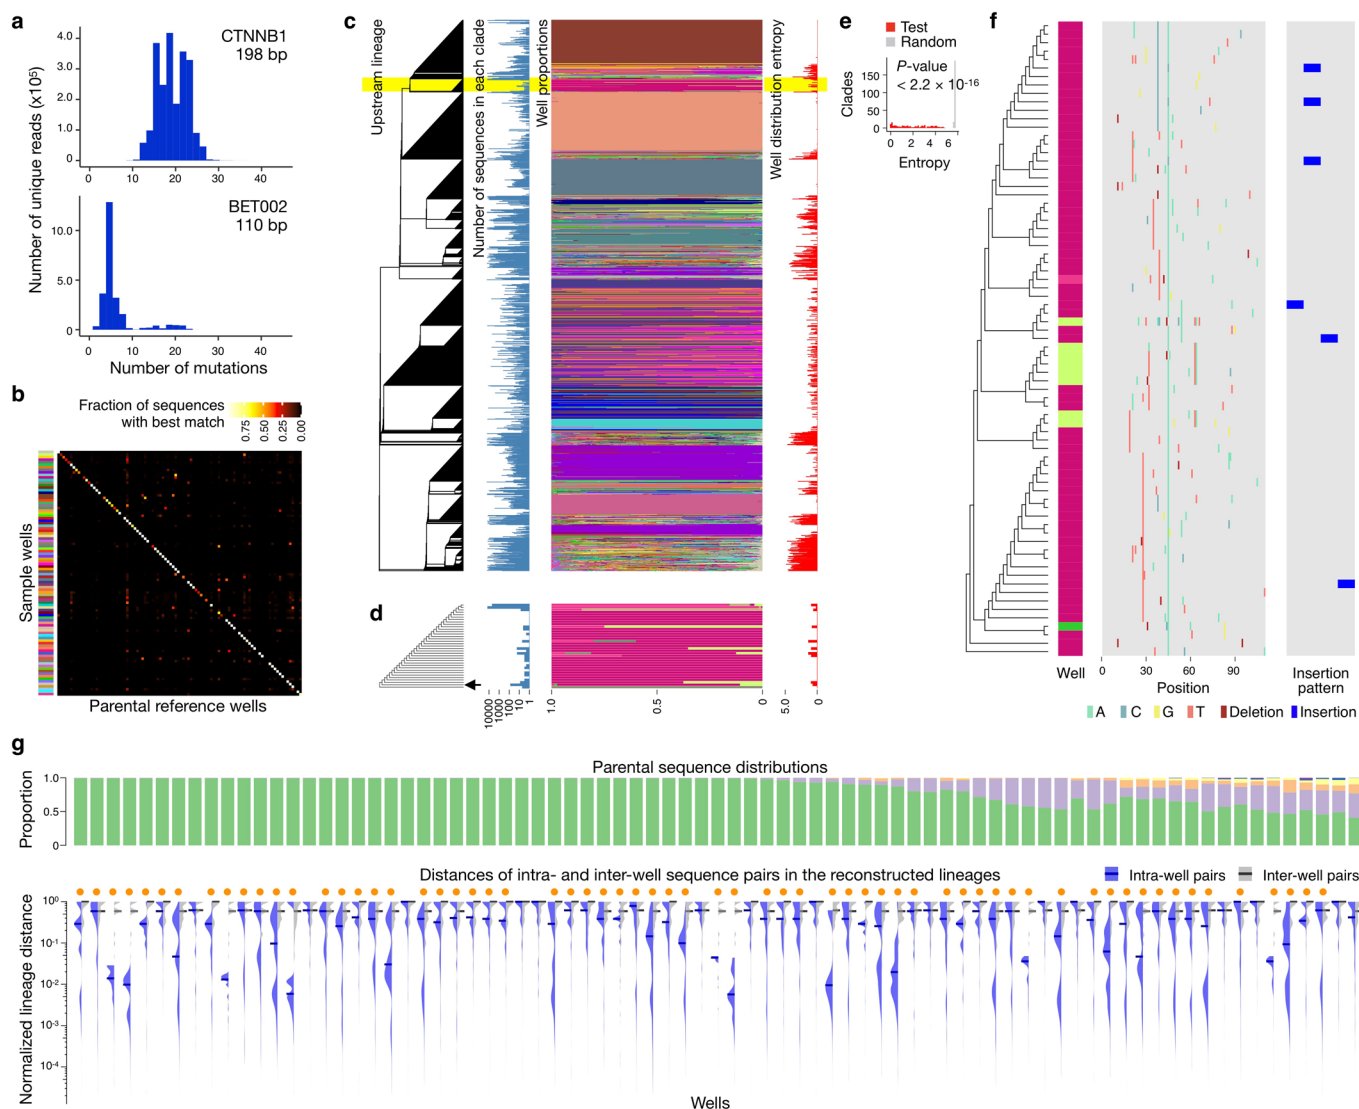 a
CTNNB1
198 bp
4.0
3.0
2.0
1.0
0
0
10
20
30
40
BET002
110 bp
10.0
5.0
0
0
10
20
30
40
Number of unique reads (x10⁵)
Number of mutations
b
Fraction of sequences
with best match
0.75
0.50
0.25
0.00
Sample wells
Parental reference wells
c
Upstream lineage
Number of sequences in each clade
Well proportions
Well distribution entropy
d
10000
1000
100
10
1
1.0
0.5
0
5.0
0
e
Test
Random
P-value
< 2.2 × 10⁻¹⁶
Clades
150
100
50
0
0
2
4
6
Entropy
f
Well
0
30
60
90
Position
Insertion
pattern
A
C
G
T
Deletion
Insertion
g
Parental sequence distributions
Proportion
1.0
0.5
0
Distances of intra- and inter-well sequence pairs in the reconstructed lineages
Intra-well pairs
Inter-well pairs
Normalized lineage distance
10⁰
10⁻¹
10⁻²
10⁻³
10⁻⁴
Wells